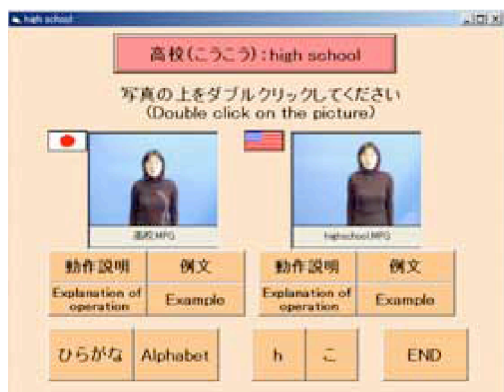 high school
高校(こうこう):high school
写真の上をダブルクリックしてください
(Double click on the picture)
高校.MPG
highschool.MPG
動作説明 例文 動作説明 例文
Explanation of operation Example Explanation of operation Example
ひらがな Alphabet h こ END